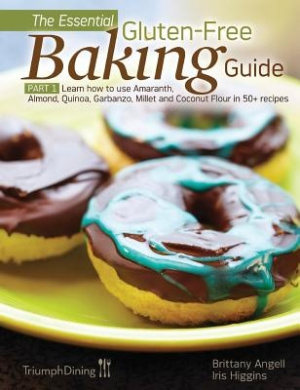 The Essential
Gluten-Free
Baking Guide
PART 1 Learn how to use Amaranth,
Almond, Quinoa, Garbanzo, Millet and Coconut Flour in 50+ recipes
TriumphDining
Brittany Angell
Iris Higgins